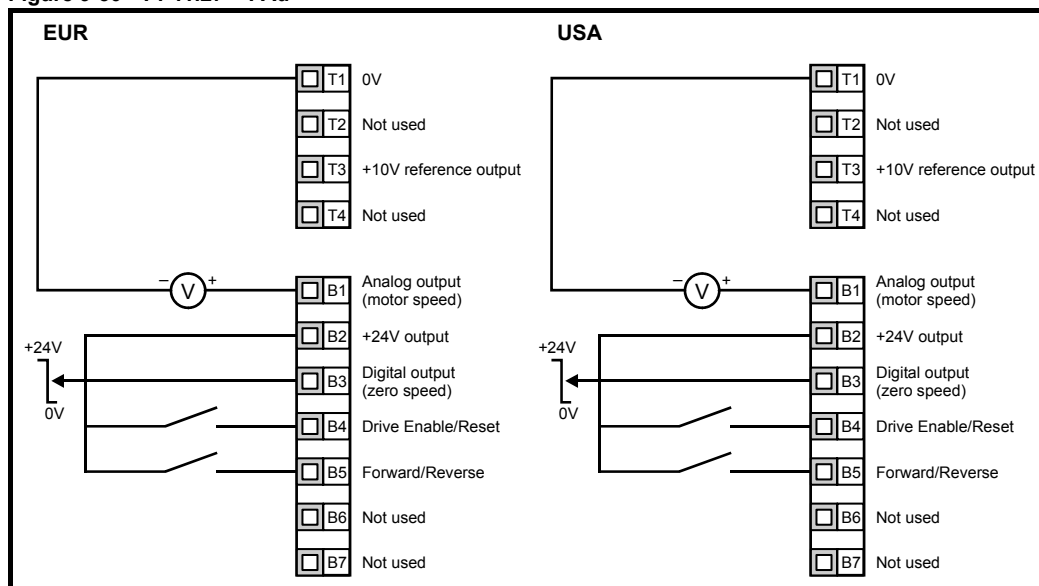 EUR
T1 0V
T2 Not used
T3 +10V reference output
T4 Not used
– V +
B1 Analog output
(motor speed)
B2 +24V output
+24V
0V
B3 Digital output
(zero speed)
B4 Drive Enable/Reset
B5 Forward/Reverse
B6 Not used
B7 Not used
USA
T1 0V
T2 Not used
T3 +10V reference output
T4 Not used
– V +
B1 Analog output
(motor speed)
B2 +24V output
+24V
0V
B3 Digital output
(zero speed)
B4 Drive Enable/Reset
B5 Forward/Reverse
B6 Not used
B7 Not used